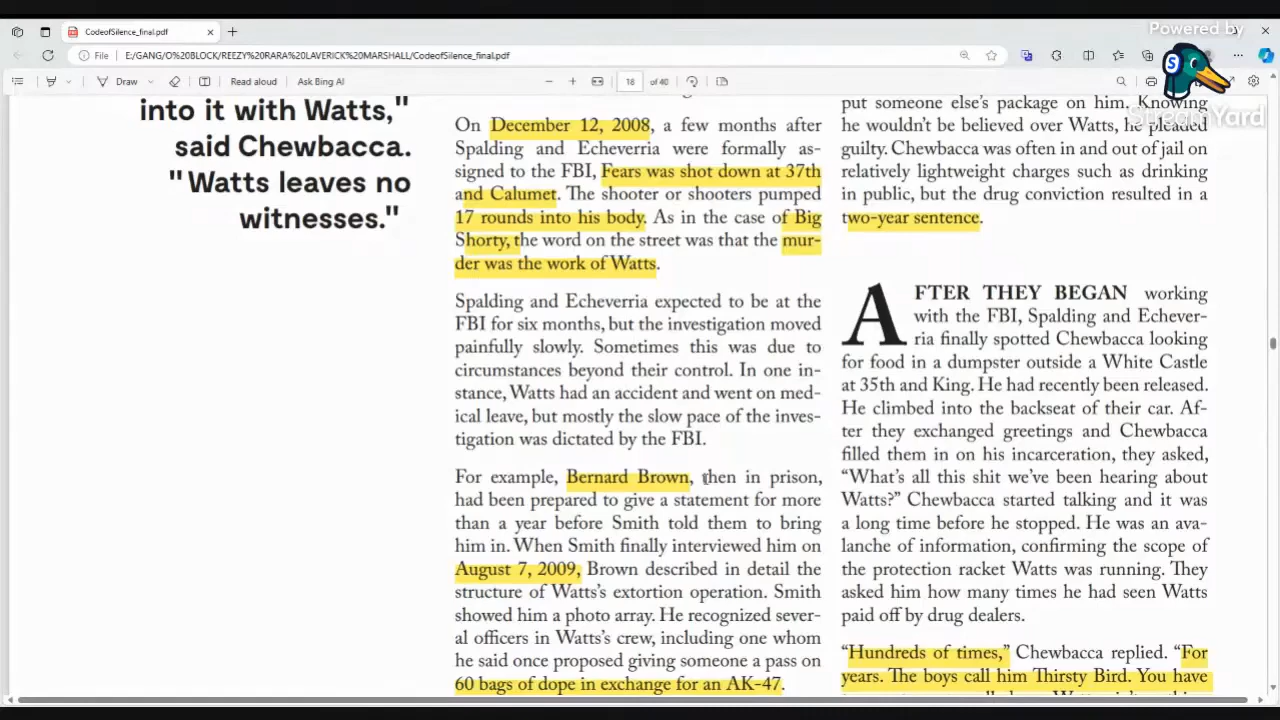 CodeofSilence_final.pdf
Powered by
StreamYard
File
E:/GANG/O%20BLOCK/REEZY%20RARA%20LAVERICK%20MARSHALL/CodeofSilence_final.pdf
Draw
Read aloud
Ask Bing AI
18
of 40
into it with Watts,"
said Chewbacca.
"Watts leaves no
witnesses."
On December 12, 2008, a few months after
Spalding and Echeverria were formally as-
signed to the FBI, Fears was shot down at 37th
and Calumet. The shooter or shooters pumped
17 rounds into his body. As in the case of Big
Shorty, the word on the street was that the mur-
der was the work of Watts.
Spalding and Echeverria expected to be at the
FBI for six months, but the investigation moved
painfully slowly. Sometimes this was due to
circumstances beyond their control. In one in-
stance, Watts had an accident and went on med-
ical leave, but mostly the slow pace of the inves-
tigation was dictated by the FBI.
For example, Bernard Brown, then in prison,
had been prepared to give a statement for more
than a year before Smith told them to bring
him in. When Smith finally interviewed him on
August 7, 2009, Brown described in detail the
structure of Watts's extortion operation. Smith
showed him a photo array. He recognized sever-
al officers in Watts's crew, including one whom
he said once proposed giving someone a pass on
60 bags of dope in exchange for an AK-47.
put someone else's package on him. Knowing
he wouldn't be believed over Watts, he pleaded
guilty. Chewbacca was often in and out of jail on
relatively lightweight charges such as drinking
in public, but the drug conviction resulted in a
two-year sentence.
AFTER THEY BEGAN working
with the FBI, Spalding and Echever-
ria finally spotted Chewbacca looking
for food in a dumpster outside a White Castle
at 35th and King. He had recently been released.
He climbed into the backseat of their car. Af-
ter they exchanged greetings and Chewbacca
filled them in on his incarceration, they asked,
“What's all this shit we've been hearing about
Watts?” Chewbacca started talking and it was
a long time before he stopped. He was an ava-
lanche of information, confirming the scope of
the protection racket Watts was running. They
asked him how many times he had seen Watts
paid off by drug dealers.
“Hundreds of times,” Chewbacca replied. “For
years. The boys call him Thirsty Bird. You have